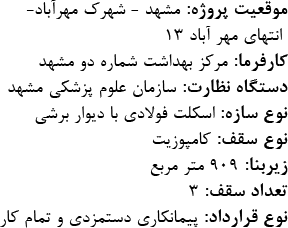 موقعیت پروژه: مشهد - شهرک مهرآباد-
انتهای مهر آباد ۱۳
کارفرما: مرکز بهداشت شماره دو مشهد
دستگاه نظارت: سازمان علوم پزشکی مشهد
نوع سازه: اسکلت فولادی با دیوار برشی
نوع سقف: کامپوزیت
زیربنا: ۹۰۹ متر مربع
تعداد سقف: ۳
نوع قرارداد: پیمانکاری دستمزدی و تمام کار